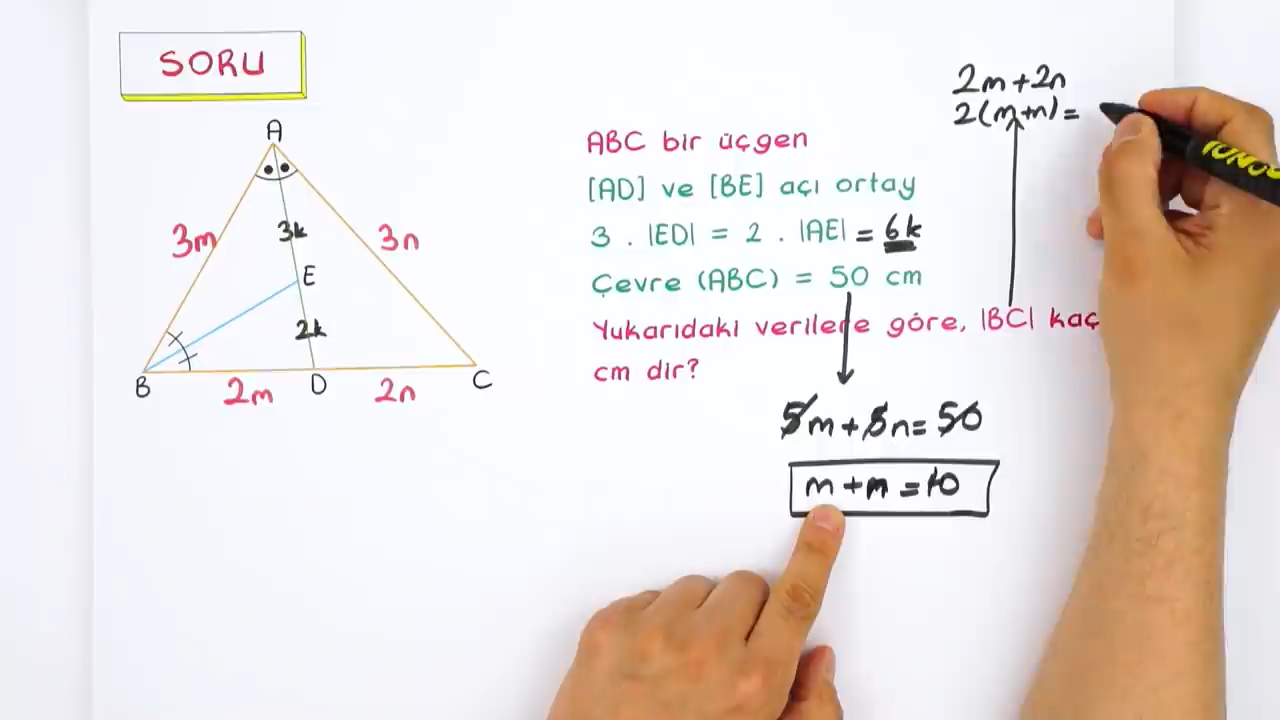 SORU
2m+2n
2(m+n)=
A
ABC bir üçgen
[AD] ve [BE] açı ortay
3m
3k
3n
3 . |ED| = 2 . |AE| = 6k
E
Çevre (ABC) = 50 cm
2k
Yukarıdaki verilere göre, |BC| kaç
cm dir?
B
2m
D
2n
C
5m+5n=50
m+n=10